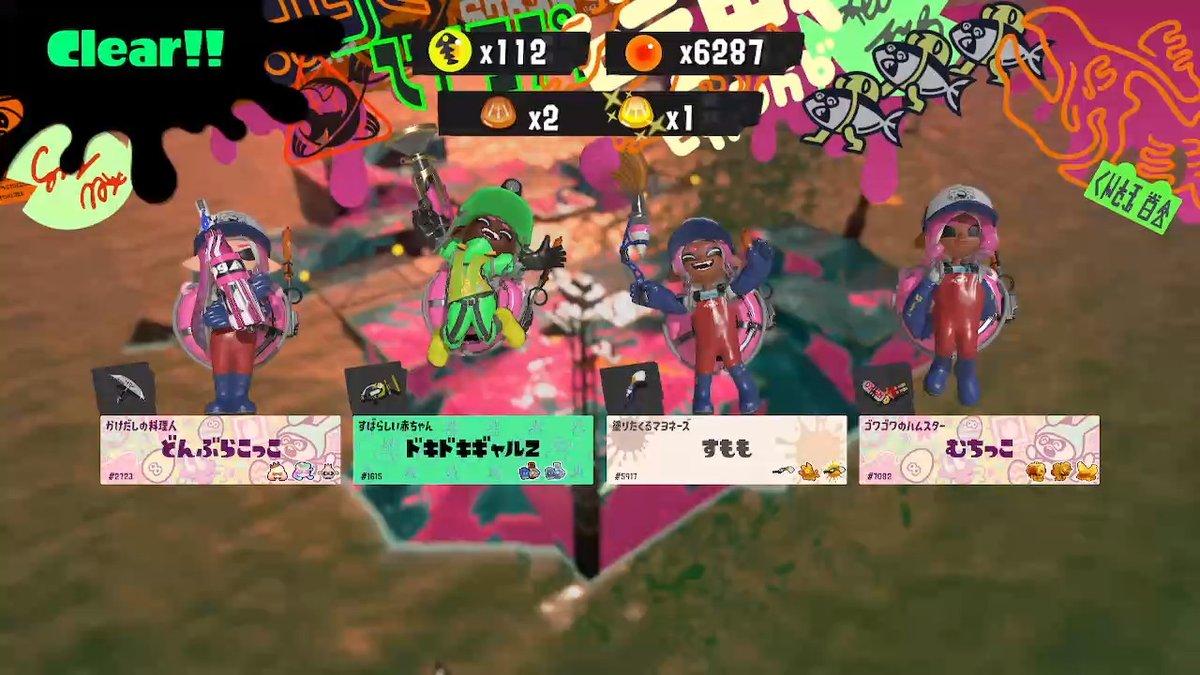 Clear!!
x112
x6287
x2
x1
かけだしの料理人
どんぶらこっこ
#2723
すばらしい赤ちゃん
ドキドキギャルZ
#1615
塗りたくるマヨネーズ
すもも
#5917
ゴワゴワのハムスター
むちっこ
#7082